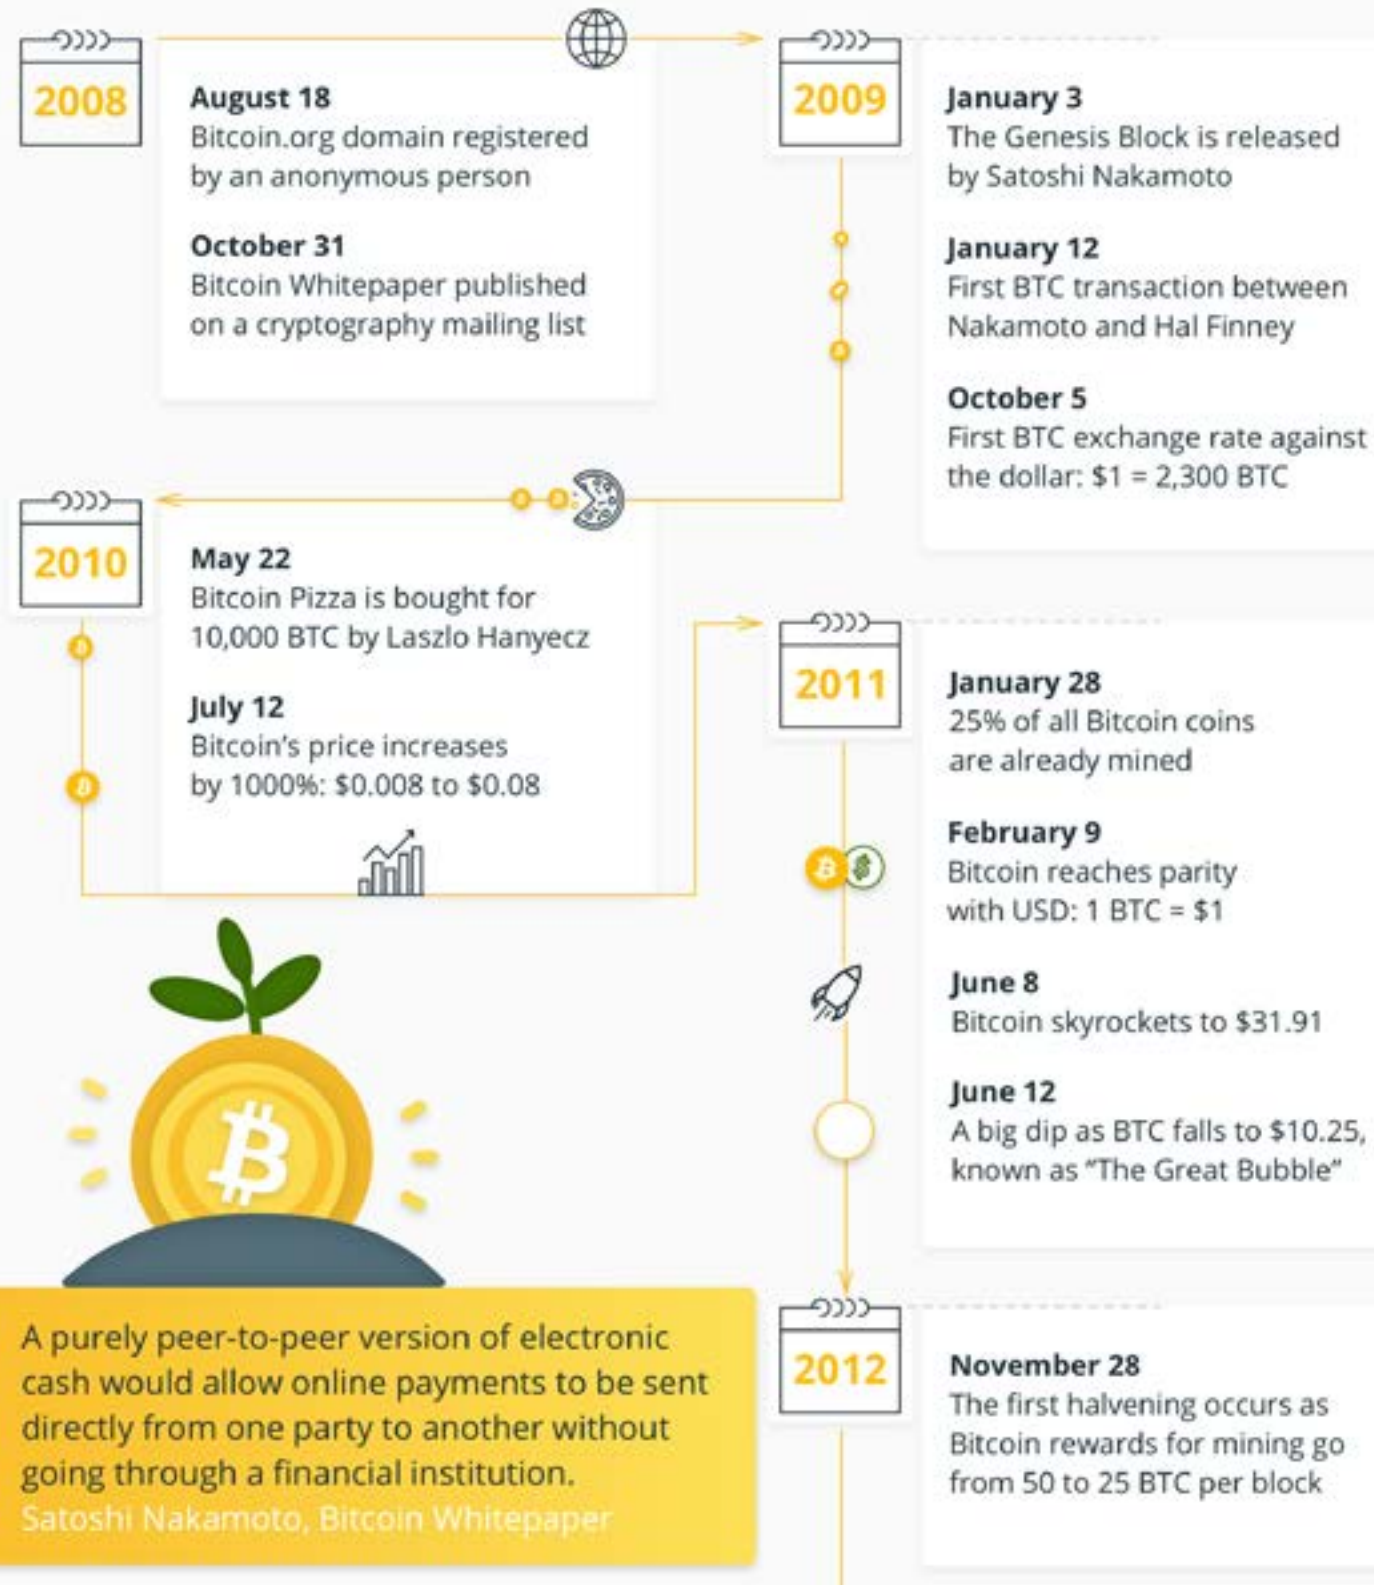 2008
August 18
Bitcoin.org domain registered
by an anonymous person
October 31
Bitcoin Whitepaper published
on a cryptography mailing list
2009
January 3
The Genesis Block is released
by Satoshi Nakamoto
January 12
First BTC transaction between
Nakamoto and Hal Finney
October 5
First BTC exchange rate against
the dollar: $1 = 2,300 BTC
2010
May 22
Bitcoin Pizza is bought for
10,000 BTC by Laszlo Hanyecz
July 12
Bitcoin's price increases
by 1000%: $0.008 to $0.08
2011
January 28
25% of all Bitcoin coins
are already mined
February 9
Bitcoin reaches parity
with USD: 1 BTC = $1
June 8
Bitcoin skyrockets to $31.91
June 12
A big dip as BTC falls to $10.25,
known as “The Great Bubble”
A purely peer-to-peer version of electronic
cash would allow online payments to be sent
directly from one party to another without
going through a financial institution.
Satoshi Nakamoto, Bitcoin Whitepaper
2012
November 28
The first halvening occurs as
Bitcoin rewards for mining go
from 50 to 25 BTC per block